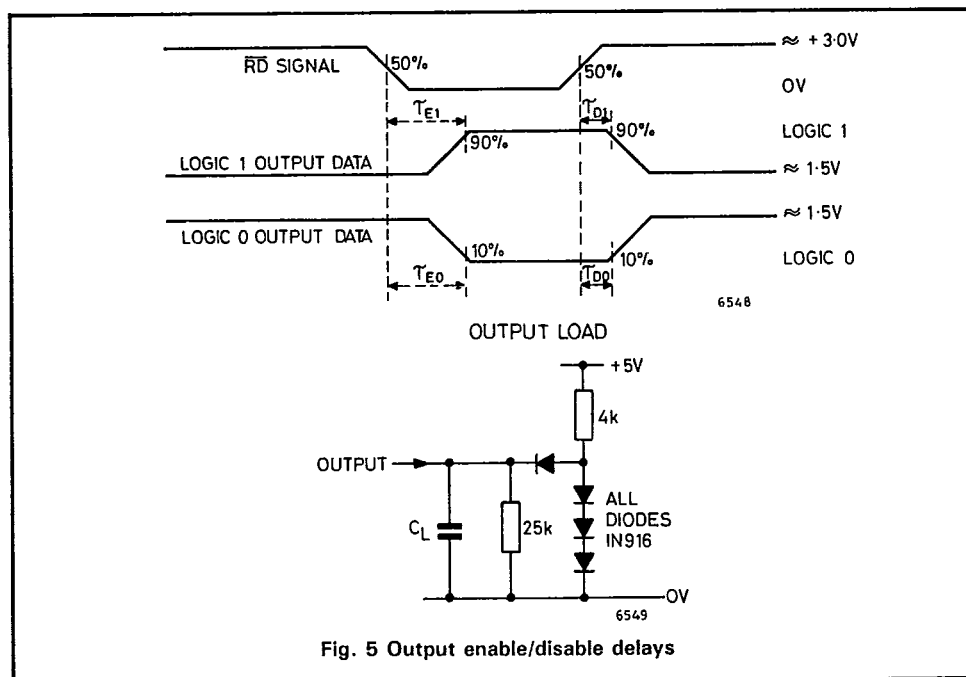 ≈ +3.0V
RD SIGNAL
50%
50%
0V
τE1
τD1
90%
90%
LOGIC 1
LOGIC 1 OUTPUT DATA
≈ 1·5V
≈ 1·5V
LOGIC 0 OUTPUT DATA
10%
10%
LOGIC 0
τE0
τD0
6548
OUTPUT LOAD
+5V
4k
OUTPUT
CL
25k
ALL
DIODES
IN916
0V
6549
Fig. 5 Output enable/disable delays